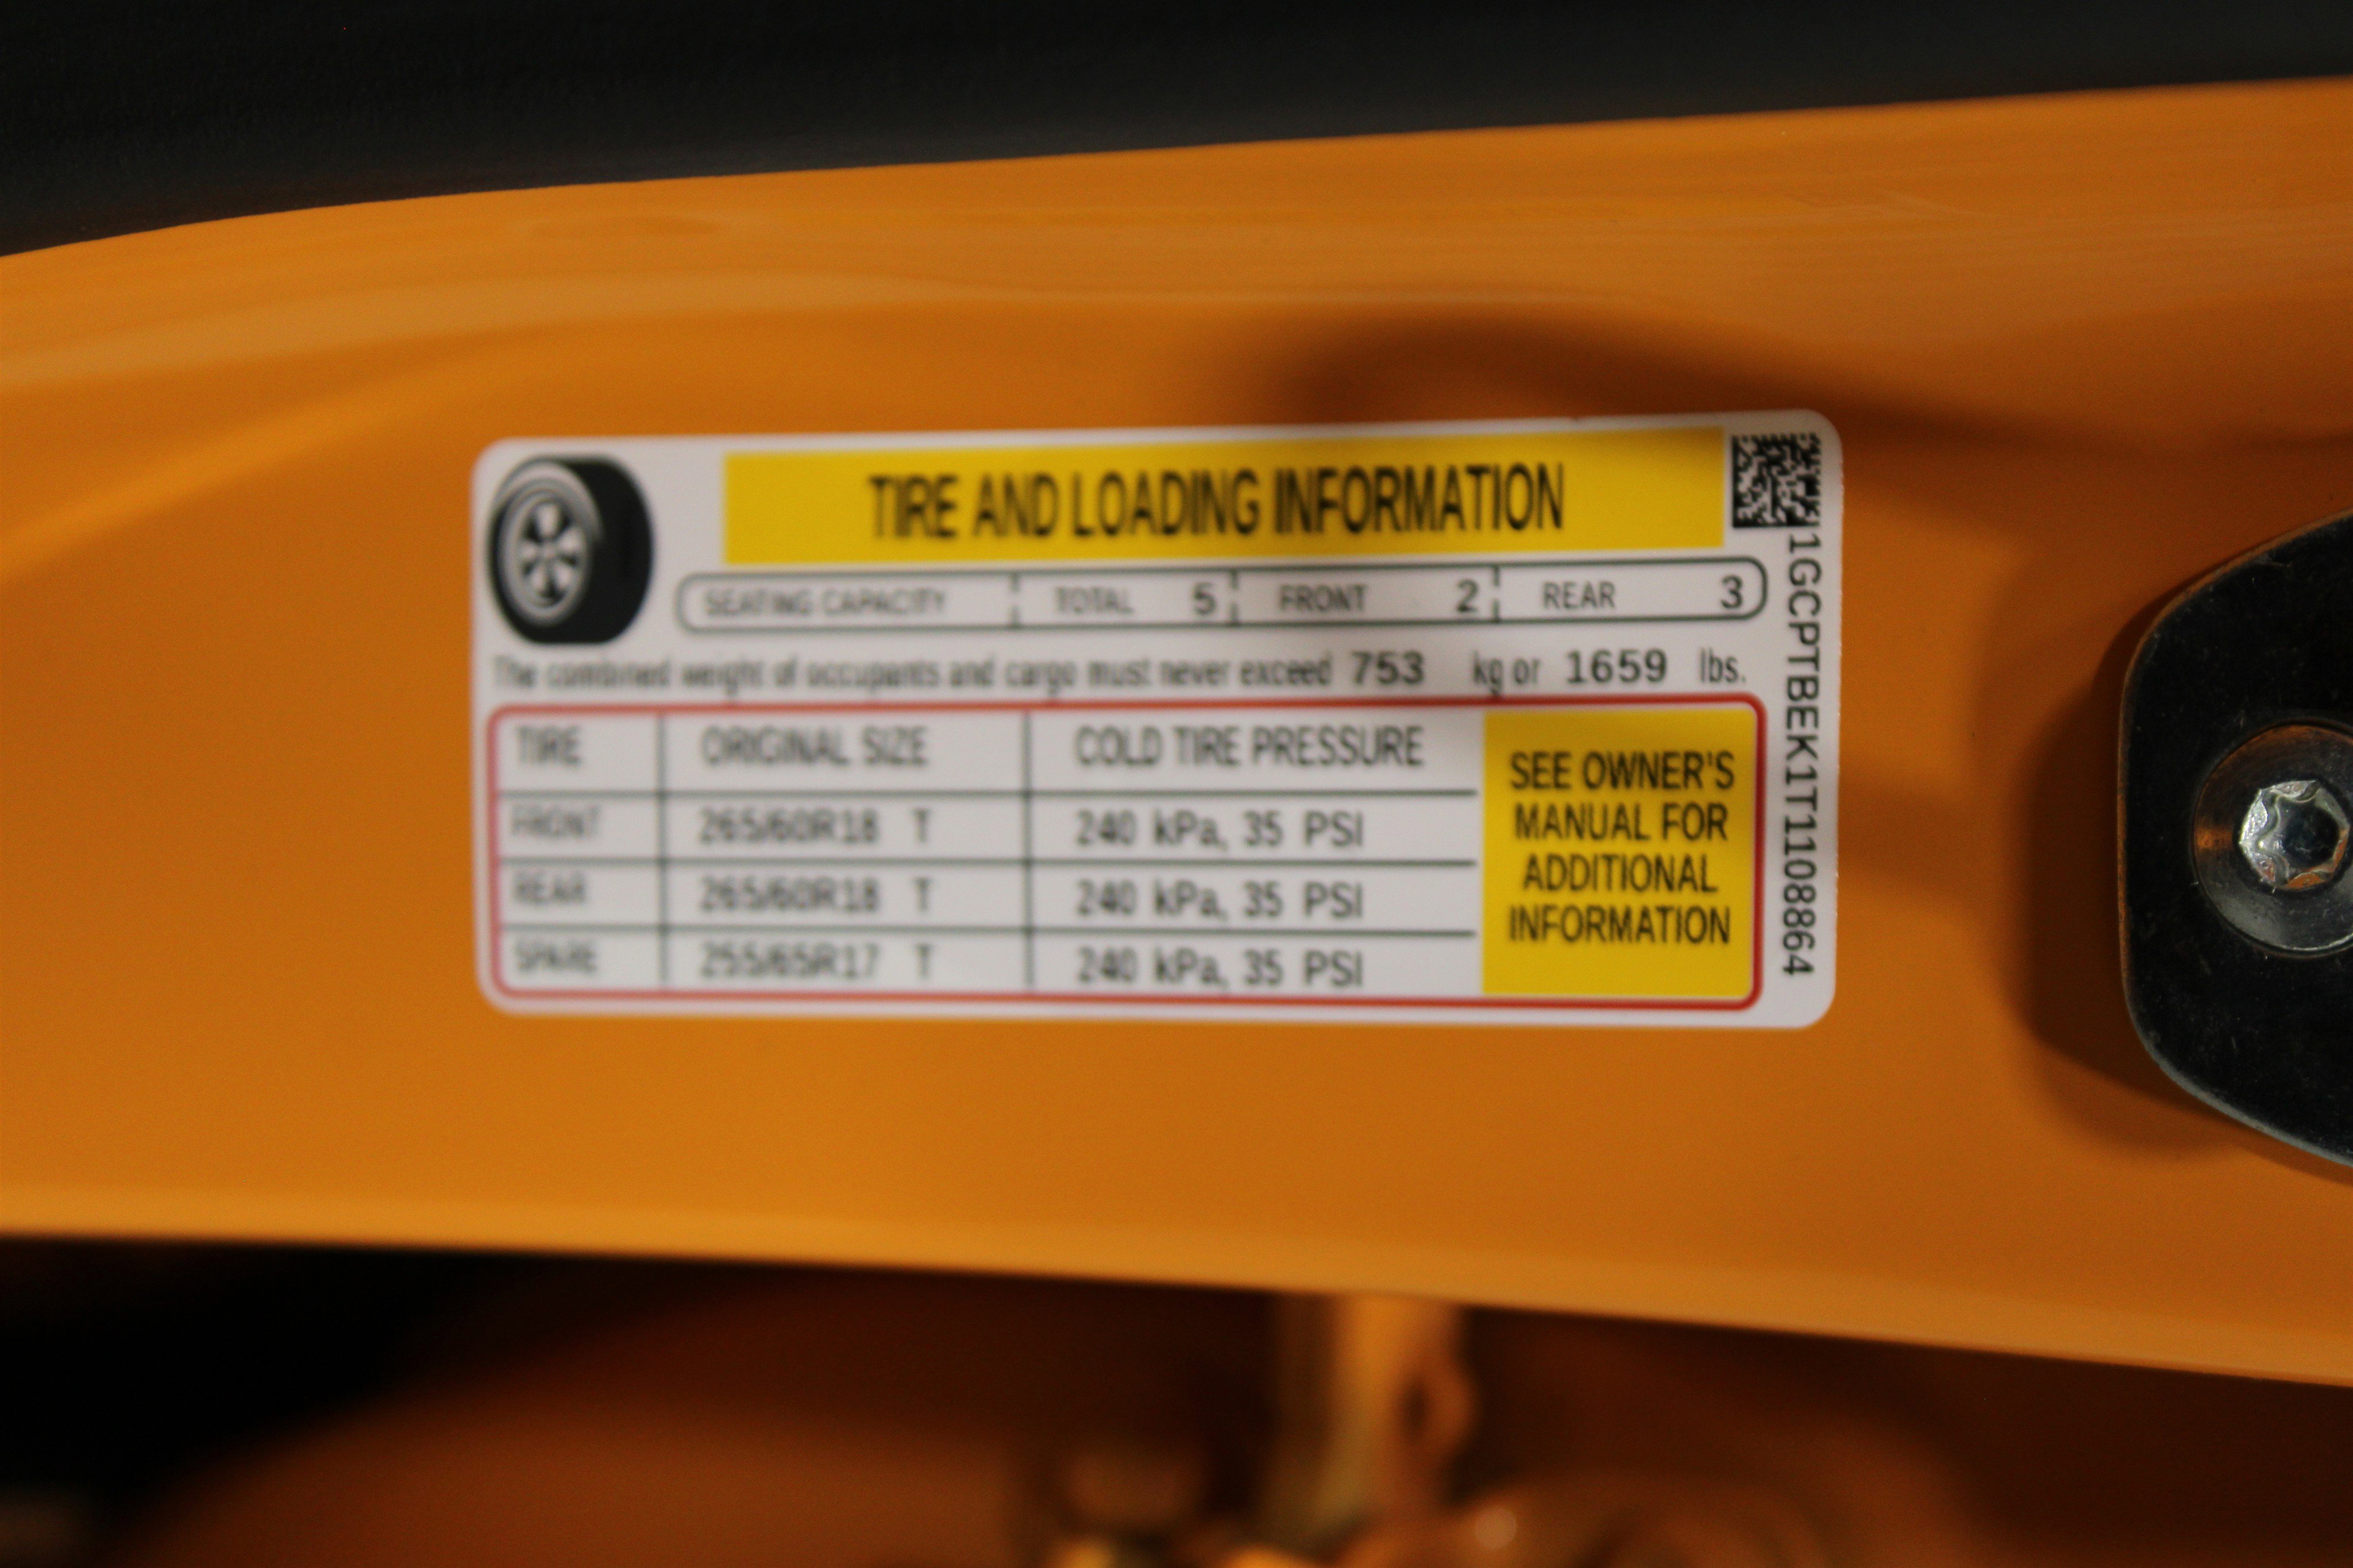 TIRE AND LOADING INFORMATION
SEATING CAPACITY TOTAL 5 FRONT 2 REAR 3
The combined weight of occupants and cargo must never exceed 753 kg or 1659 lbs.
TIRE ORIGINAL SIZE COLD TIRE PRESSURE
FRONT 265/60R18 T 240 kPa, 35 PSI
REAR 265/60R18 T 240 kPa, 35 PSI
SPARE 255/65R17 T 240 kPa, 35 PSI
SEE OWNER'S
MANUAL FOR
ADDITIONAL
INFORMATION
1GCPTBEK1T1108864